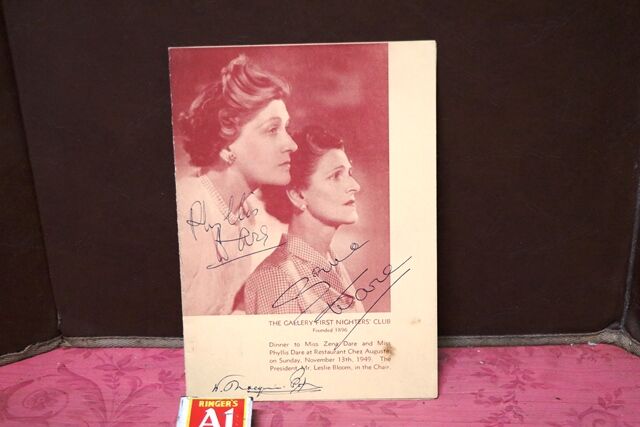 Phyllis
Dare
Zena
Dare
THE GALLERY FIRST NIGHTERS' CLUB
Founded 1896
Dinner to Miss Zena Dare and Miss
Phyllis Dare at Restaurant Chez Auguste,
on Sunday, November 13th, 1949. The
President, Mr. Leslie Bloom, in the Chair.
RINGER'S
A1